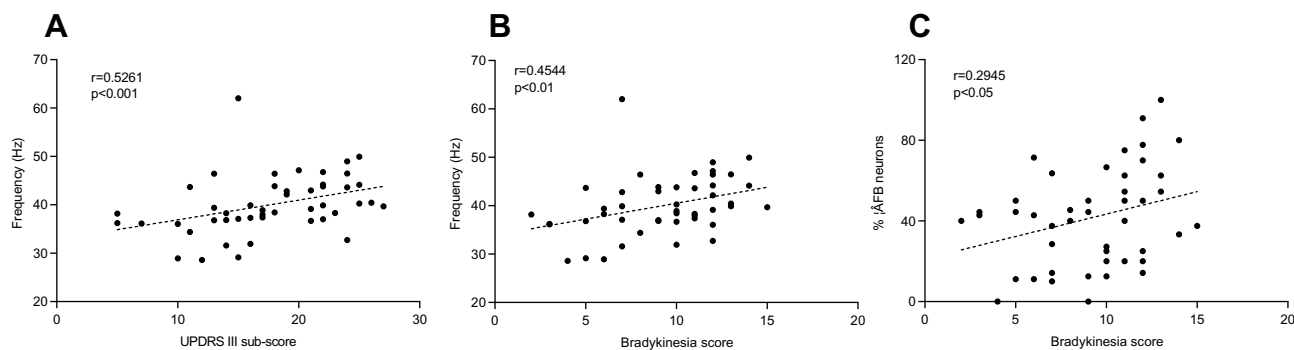 A
r=0.5261
p<0.001
Frequency (Hz)
70
60
50
40
30
20
0
10
20
30
UPDRS III sub-score
B
r=0.4544
p<0.01
Frequency (Hz)
70
60
50
40
30
20
0
5
10
15
20
Bradykinesia score
C
r=0.2945
p<0.05
% ¦ÂFB neurons
120
80
40
0
0
5
10
15
20
Bradykinesia score